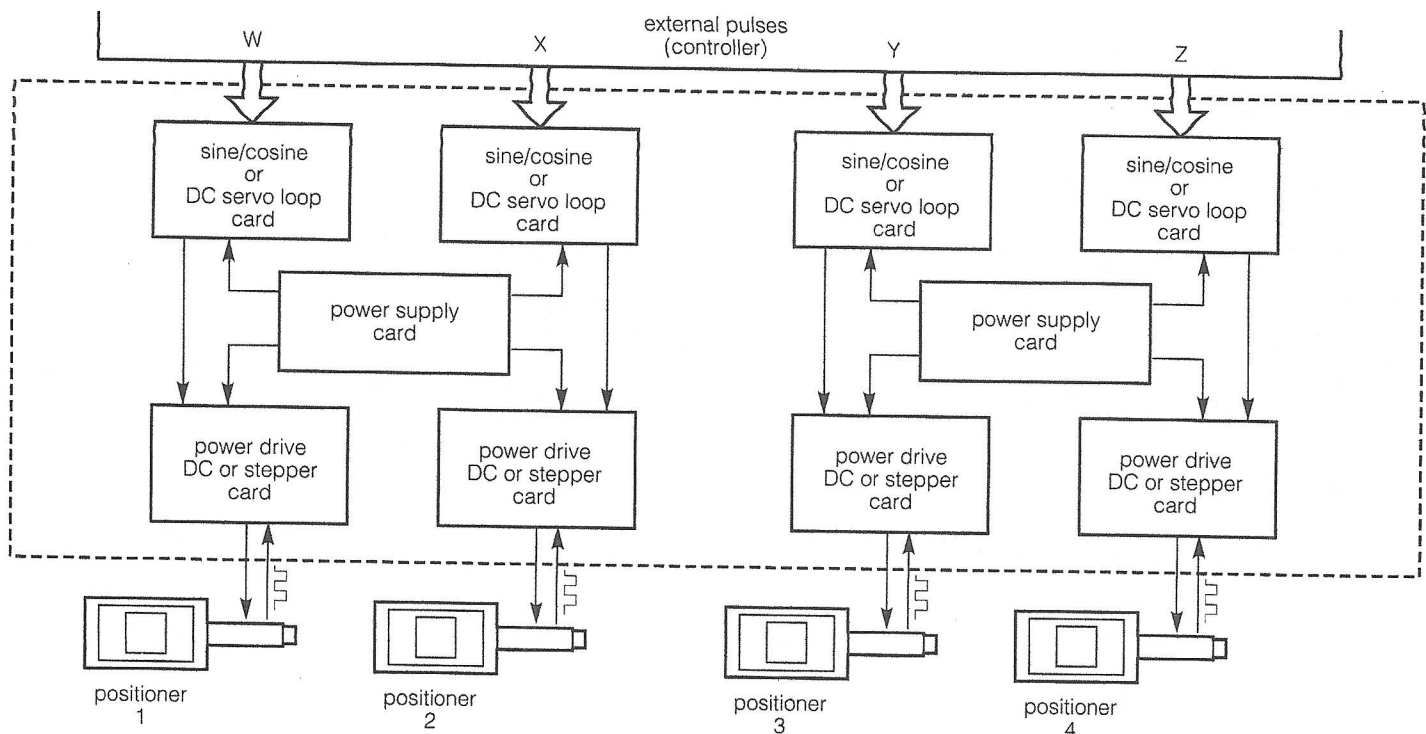 external pulses
(controller)
W
X
Y
Z
sine/cosine
or
DC servo loop
card
sine/cosine
or
DC servo loop
card
sine/cosine
or
DC servo loop
card
sine/cosine
or
DC servo loop
card
power supply
card
power supply
card
power drive
DC or stepper
card
power drive
DC or stepper
card
power drive
DC or stepper
card
power drive
DC or stepper
card
positioner
1
positioner
2
positioner
3
positioner
4